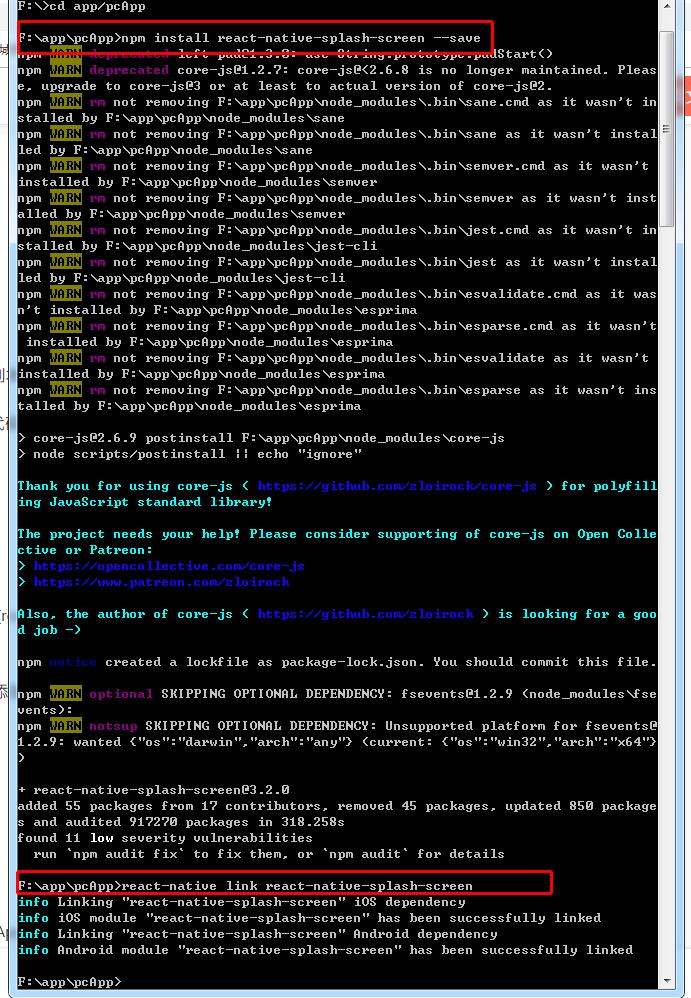 F:\>cd app/pcApp
F:\app\pcApp>npm install react-native-splash-screen --save
npm WARN deprecated left-pad@1.3.0: use String.prototype.padStart()
npm WARN deprecated core-js@1.2.7: core-js@<2.6.8 is no longer maintained. Pleas
e, upgrade to core-js@3 or at least to actual version of core-js@2.
npm WARN rm not removing F:\app\pcApp\node_modules\.bin\sane.cmd as it wasn't in
stalled by F:\app\pcApp\node_modules\sane
npm WARN rm not removing F:\app\pcApp\node_modules\.bin\sane as it wasn't instal
led by F:\app\pcApp\node_modules\sane
npm WARN rm not removing F:\app\pcApp\node_modules\.bin\semver.cmd as it wasn't
installed by F:\app\pcApp\node_modules\semver
npm WARN rm not removing F:\app\pcApp\node_modules\.bin\semver as it wasn't inst
alled by F:\app\pcApp\node_modules\semver
npm WARN rm not removing F:\app\pcApp\node_modules\.bin\jest.cmd as it wasn't in
stalled by F:\app\pcApp\node_modules\jest-cli
npm WARN rm not removing F:\app\pcApp\node_modules\.bin\jest as it wasn't instal
led by F:\app\pcApp\node_modules\jest-cli
npm WARN rm not removing F:\app\pcApp\node_modules\.bin\esvalidate.cmd as it was
n't installed by F:\app\pcApp\node_modules\esprima
npm WARN rm not removing F:\app\pcApp\node_modules\.bin\esparse.cmd as it wasn't
installed by F:\app\pcApp\node_modules\esprima
npm WARN rm not removing F:\app\pcApp\node_modules\.bin\esvalidate as it wasn't
installed by F:\app\pcApp\node_modules\esprima
npm WARN rm not removing F:\app\pcApp\node_modules\.bin\esparse as it wasn't ins
talled by F:\app\pcApp\node_modules\esprima
> core-js@2.6.9 postinstall F:\app\pcApp\node_modules\core-js
> node scripts/postinstall || echo "ignore"
Thank you for using core-js ( https://github.com/zloirock/core-js ) for polyfill
ing JavaScript standard library!
The project needs your help! Please consider supporting of core-js on Open Colle
ctive or Patreon:
> https://opencollective.com/core-js
> https://www.patreon.com/zloirock
Also, the author of core-js ( https://github.com/zloirock ) is looking for a goo
d job ->
npm notice created a lockfile as package-lock.json. You should commit this file.
npm WARN optional SKIPPING OPTIONAL DEPENDENCY: fsevents@1.2.9 (node_modules\fse
vents):
npm WARN notsup SKIPPING OPTIONAL DEPENDENCY: Unsupported platform for fsevents@
1.2.9: wanted {"os":"darwin","arch":"any"} (current: {"os":"win32","arch":"x64"}
)
+ react-native-splash-screen@3.2.0
added 55 packages from 17 contributors, removed 45 packages, updated 850 package
s and audited 917270 packages in 318.258s
found 11 low severity vulnerabilities
run `npm audit fix` to fix them, or `npm audit` for details
F:\app\pcApp>react-native link react-native-splash-screen
info Linking "react-native-splash-screen" iOS dependency
info iOS module "react-native-splash-screen" has been successfully linked
info Linking "react-native-splash-screen" Android dependency
info Android module "react-native-splash-screen" has been successfully linked
F:\app\pcApp>